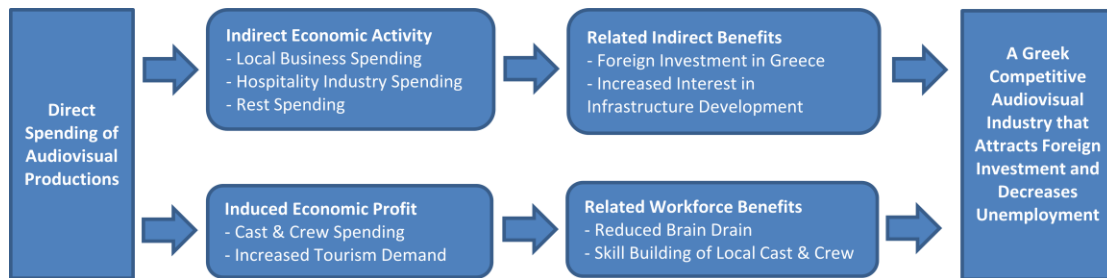 Direct
Spending of
Audiovisual
Productions
Indirect Economic Activity
- Local Business Spending
- Hospitality Industry Spending
- Rest Spending
Related Indirect Benefits
- Foreign Investment in Greece
- Increased Interest in
Infrastructure Development
Induced Economic Profit
- Cast & Crew Spending
- Increased Tourism Demand
Related Workforce Benefits
- Reduced Brain Drain
- Skill Building of Local Cast & Crew
A Greek
Competitive
Audiovisual
Industry that
Attracts Foreign
Investment and
Decreases
Unemployment